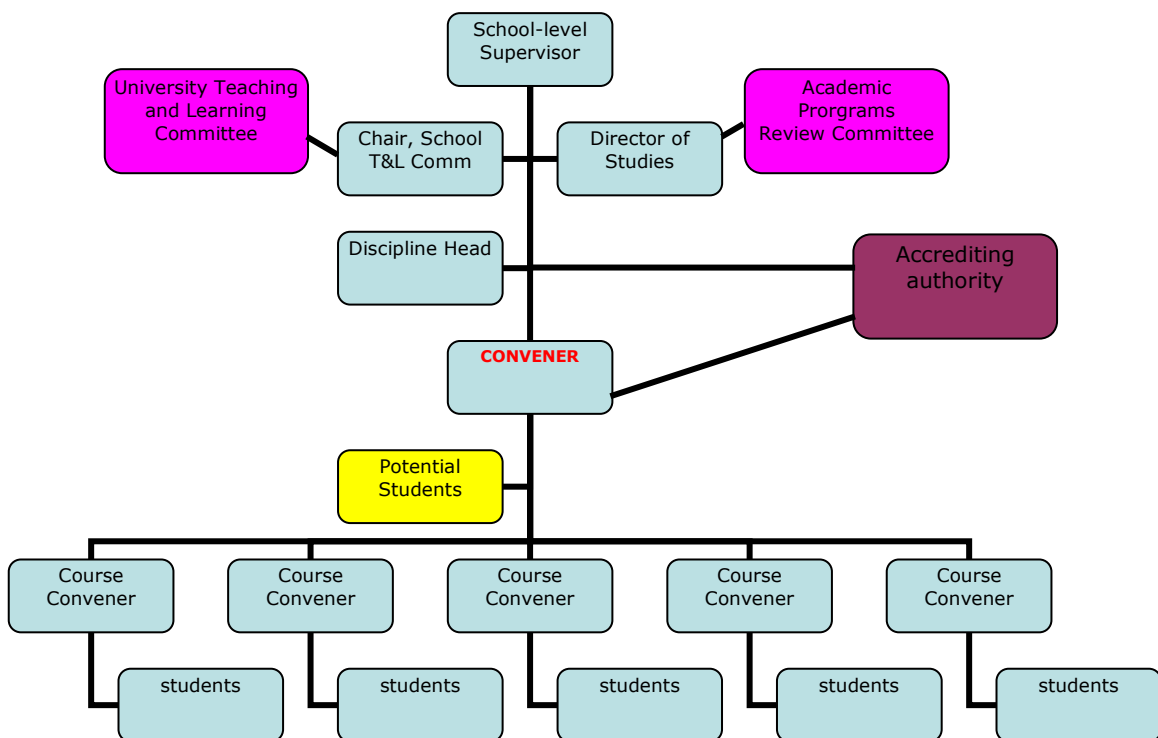 School-level
Supervisor
University Teaching
and Learning
Committee
Academic
Prorgrams
Review Committee
Chair, School
T&L Comm
Director of
Studies
Discipline Head
Accrediting
authority
CONVENER
Potential
Students
Course
Convener
Course
Convener
Course
Convener
Course
Convener
Course
Convener
students
students
students
students
students